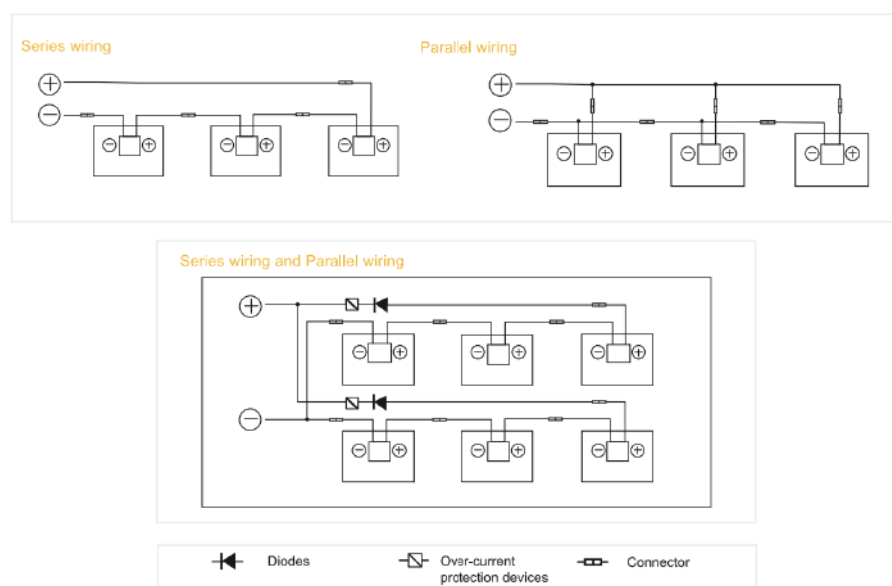 Series wiring
Parallel wiring
Series wiring and Parallel wiring
Diodes
Over-current
protection devices
Connector